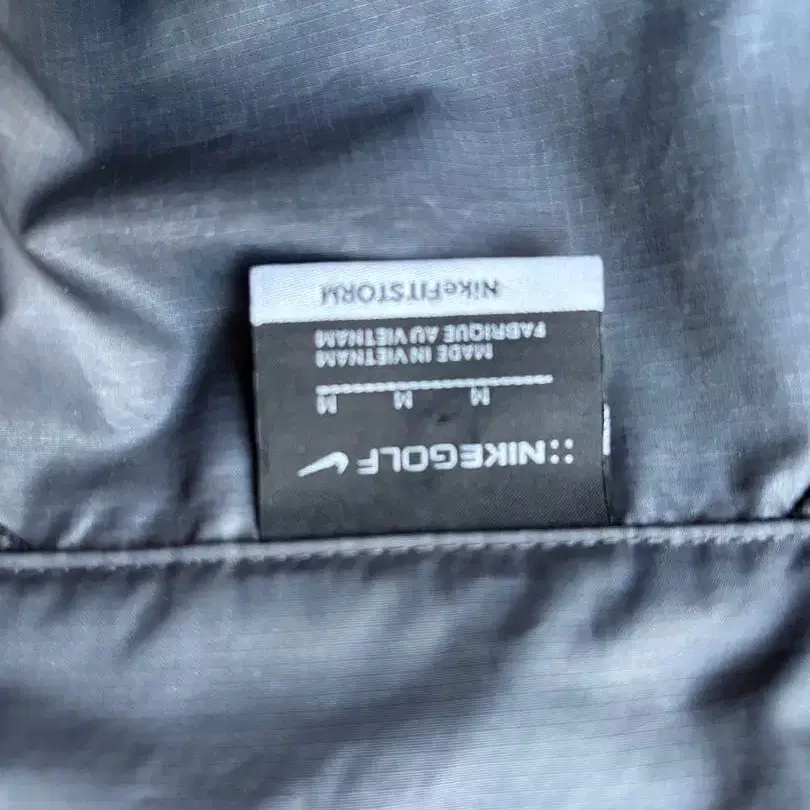 ::NIKEGOLF
M M M
MADE IN VIETNAM
FABRIQUE AU VIETNAM
NikeFITSTORM